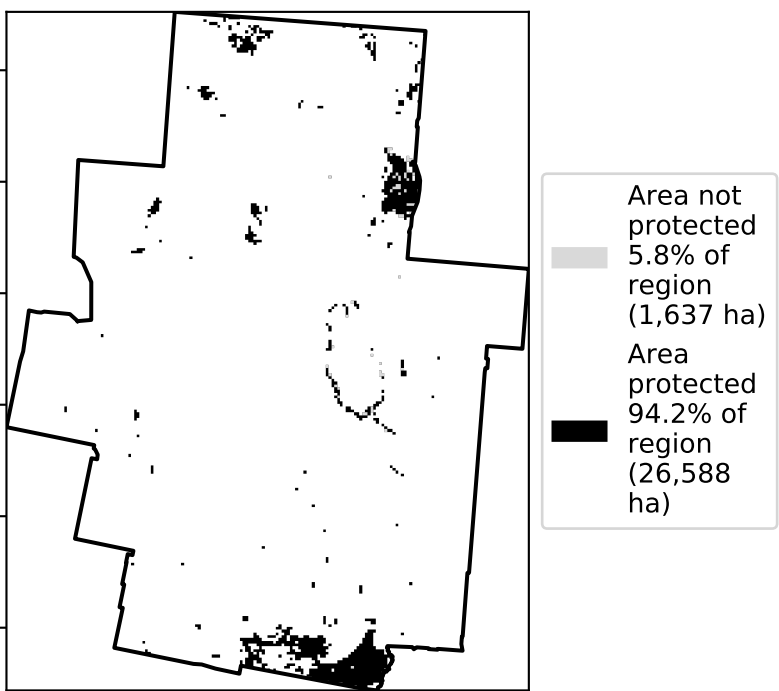 Area not
protected
5.8% of
region
(1,637 ha)
Area
protected
94.2% of
region
(26,588
ha)